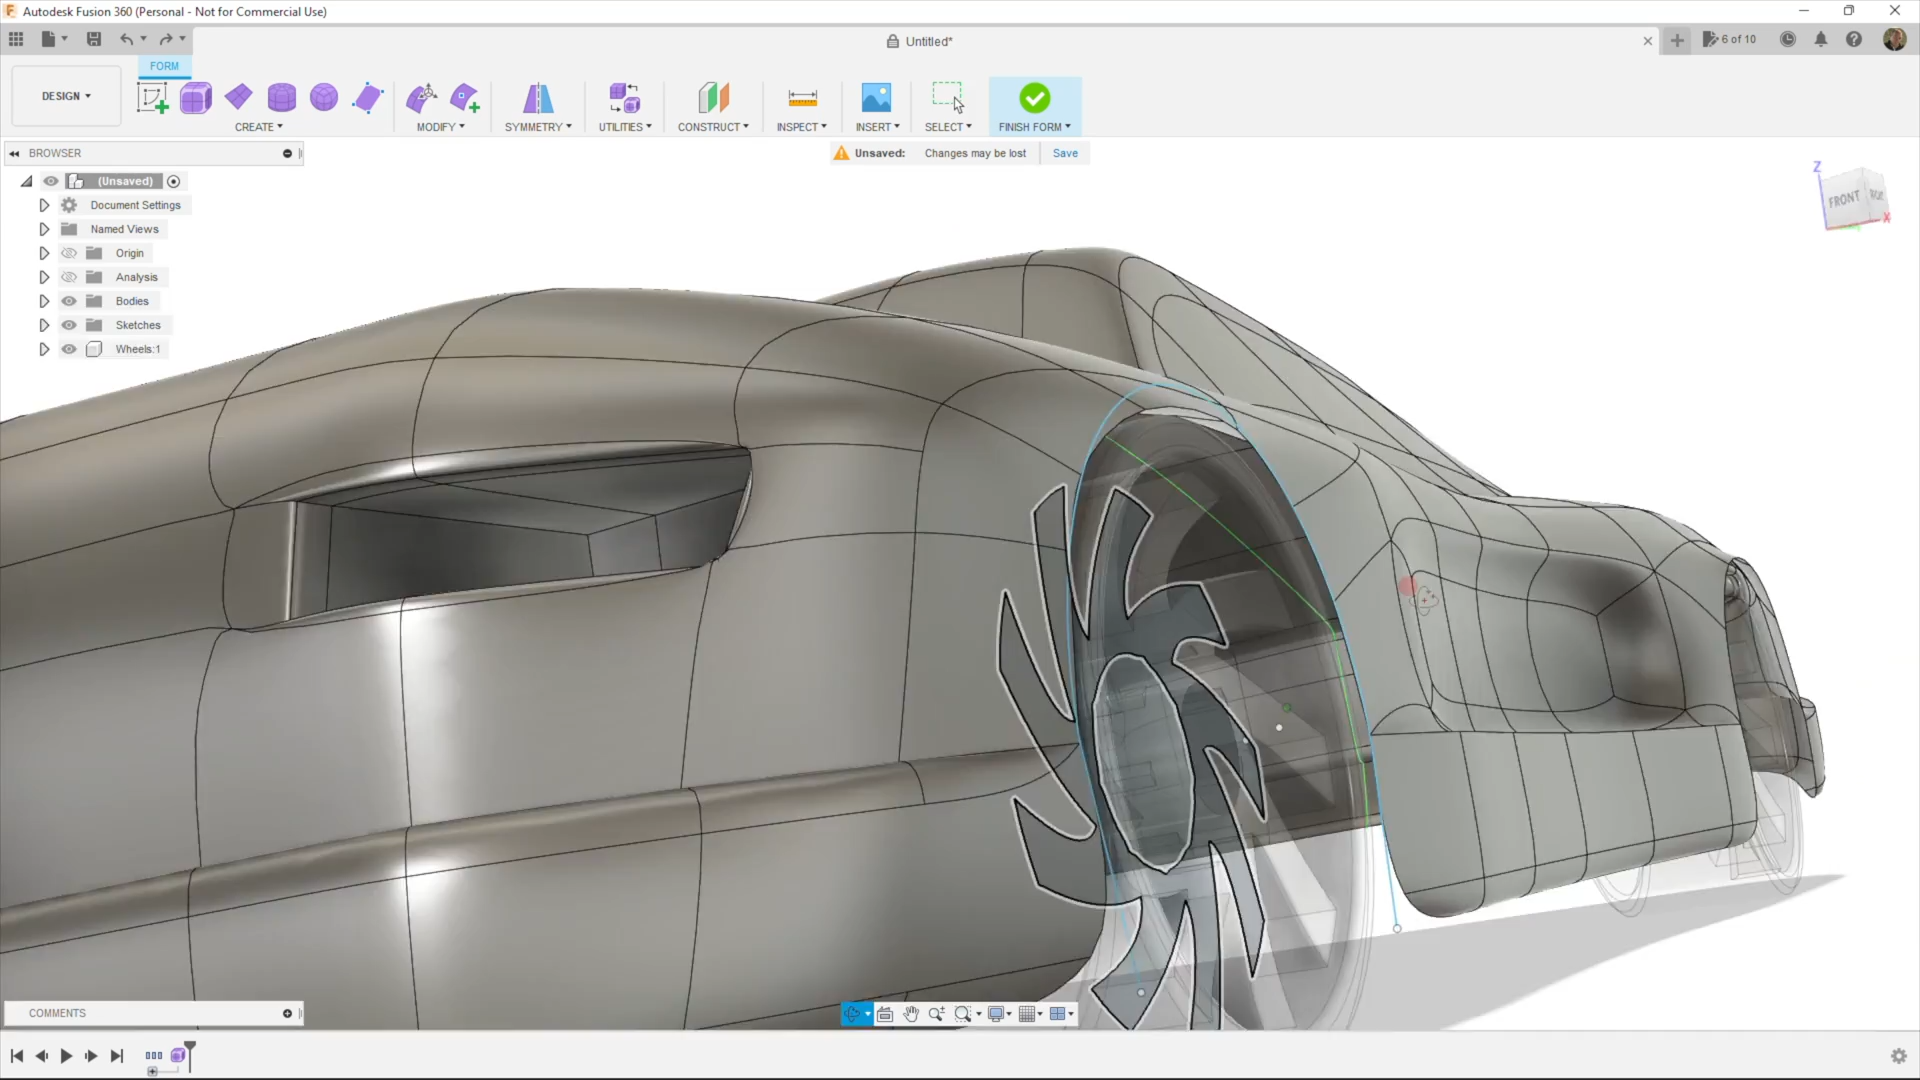 Autodesk Fusion 360 (Personal - Not for Commercial Use)
Untitled*
6 of 10
FORM
DESIGN
CREATE
MODIFY
SYMMETRY
UTILITIES
CONSTRUCT
INSPECT
INSERT
SELECT
FINISH FORM
BROWSER
Unsaved: Changes may be lost Save
(Unsaved)
Document Settings
Named Views
Origin
Analysis
Bodies
Sketches
Wheels:1
Z
FRONT
X
COMMENTS